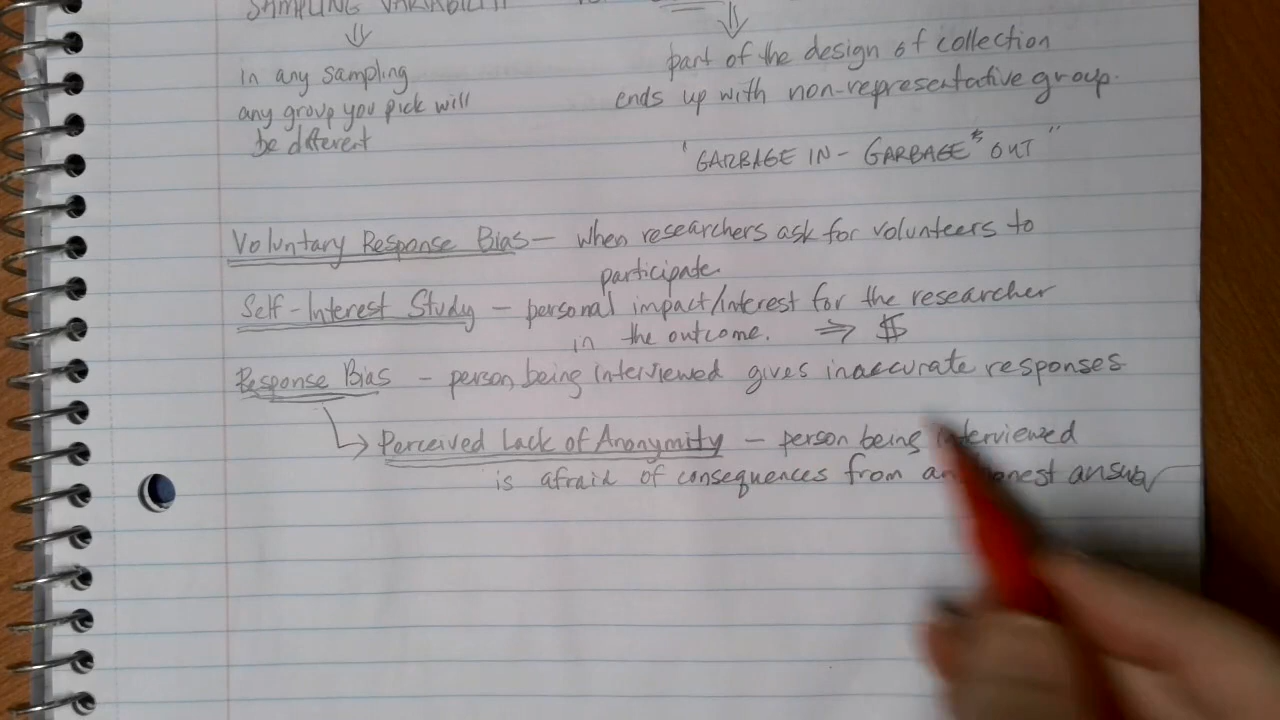 SAMPLING VARIABILITY
⇓ ⇓
in any sampling
any group you pick will
be different
part of the design of collection
ends up with non-representative group.
"GARBAGE IN - GARBAGE OUT"
Voluntary Response Bias — when researchers ask for volunteers to
participate
Self-Interest Study – personal impact/interest for the researcher
in the outcome. ⇒ $
Response Bias – person being interviewed gives inaccurate responses
↳ Perceived Lack of Anonymity – person being interviewed
is afraid of consequences from an honest answer